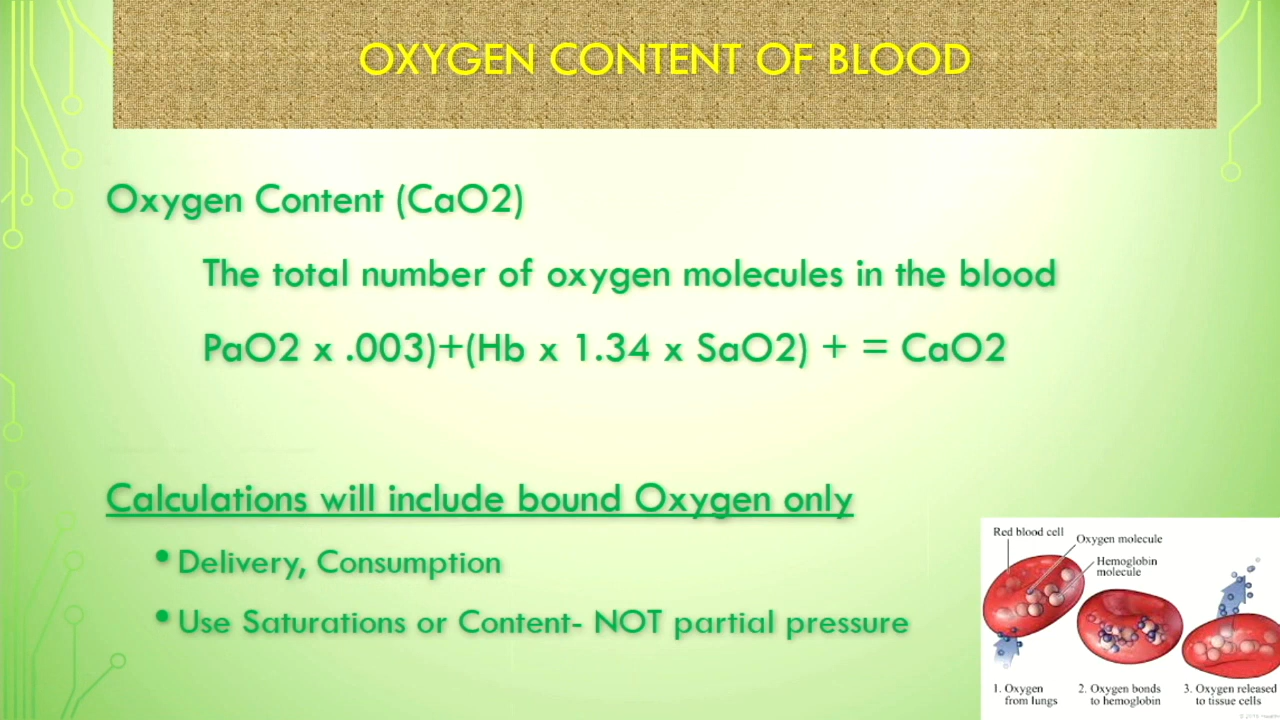 OXYGEN CONTENT OF BLOOD
Oxygen Content (CaO2)
The total number of oxygen molecules in the blood
PaO2 x .003)+(Hb x 1.34 x SaO2) + = CaO2
Calculations will include bound Oxygen only
• Delivery, Consumption
• Use Saturations or Content- NOT partial pressure
Red blood cell
Oxygen molecule
Hemoglobin
molecule
1. Oxygen
from lungs
2. Oxygen bonds
to hemoglobin
3. Oxygen released
to tissue cells